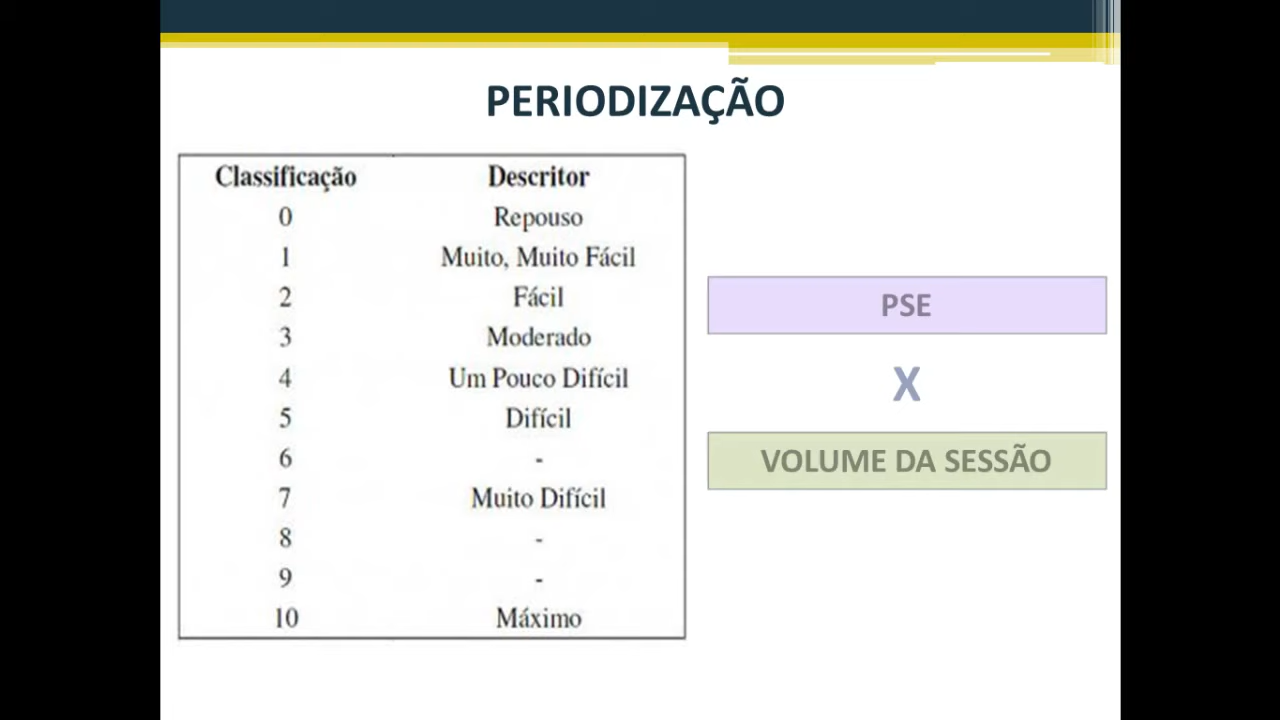 PERIODIZAÇÃO
Classificação Descritor
0 Repouso
1 Muito, Muito Fácil
2 Fácil
3 Moderado
4 Um Pouco Difícil
5 Difícil
6 -
7 Muito Difícil
8 -
9 -
10 Máximo
PSE
X
VOLUME DA SESSÃO